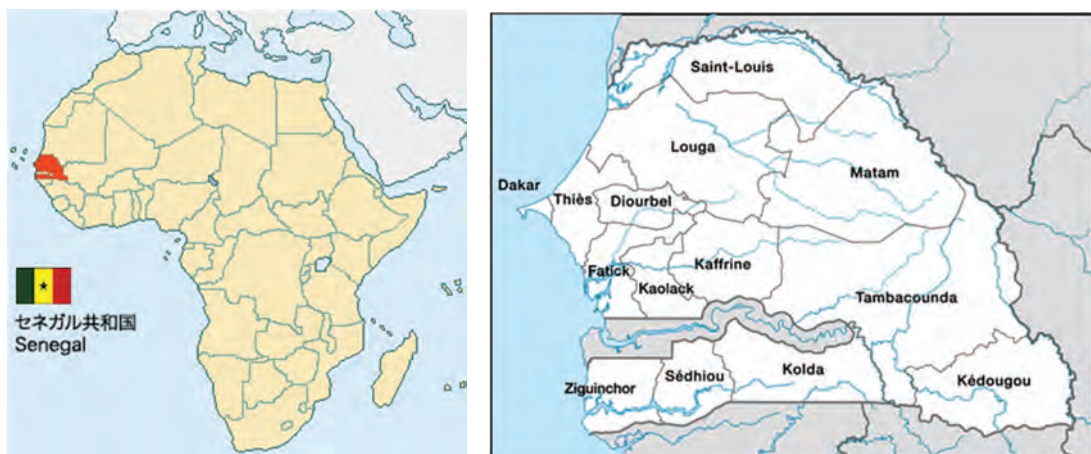 セネガル共和国
Senegal
Saint-Louis
Louga
Matam
Dakar
Thiès
Diourbel
Fatick
Kaffrine
Kaolack
Tambacounda
Ziguinchor
Sédhiou
Kolda
Kédougou